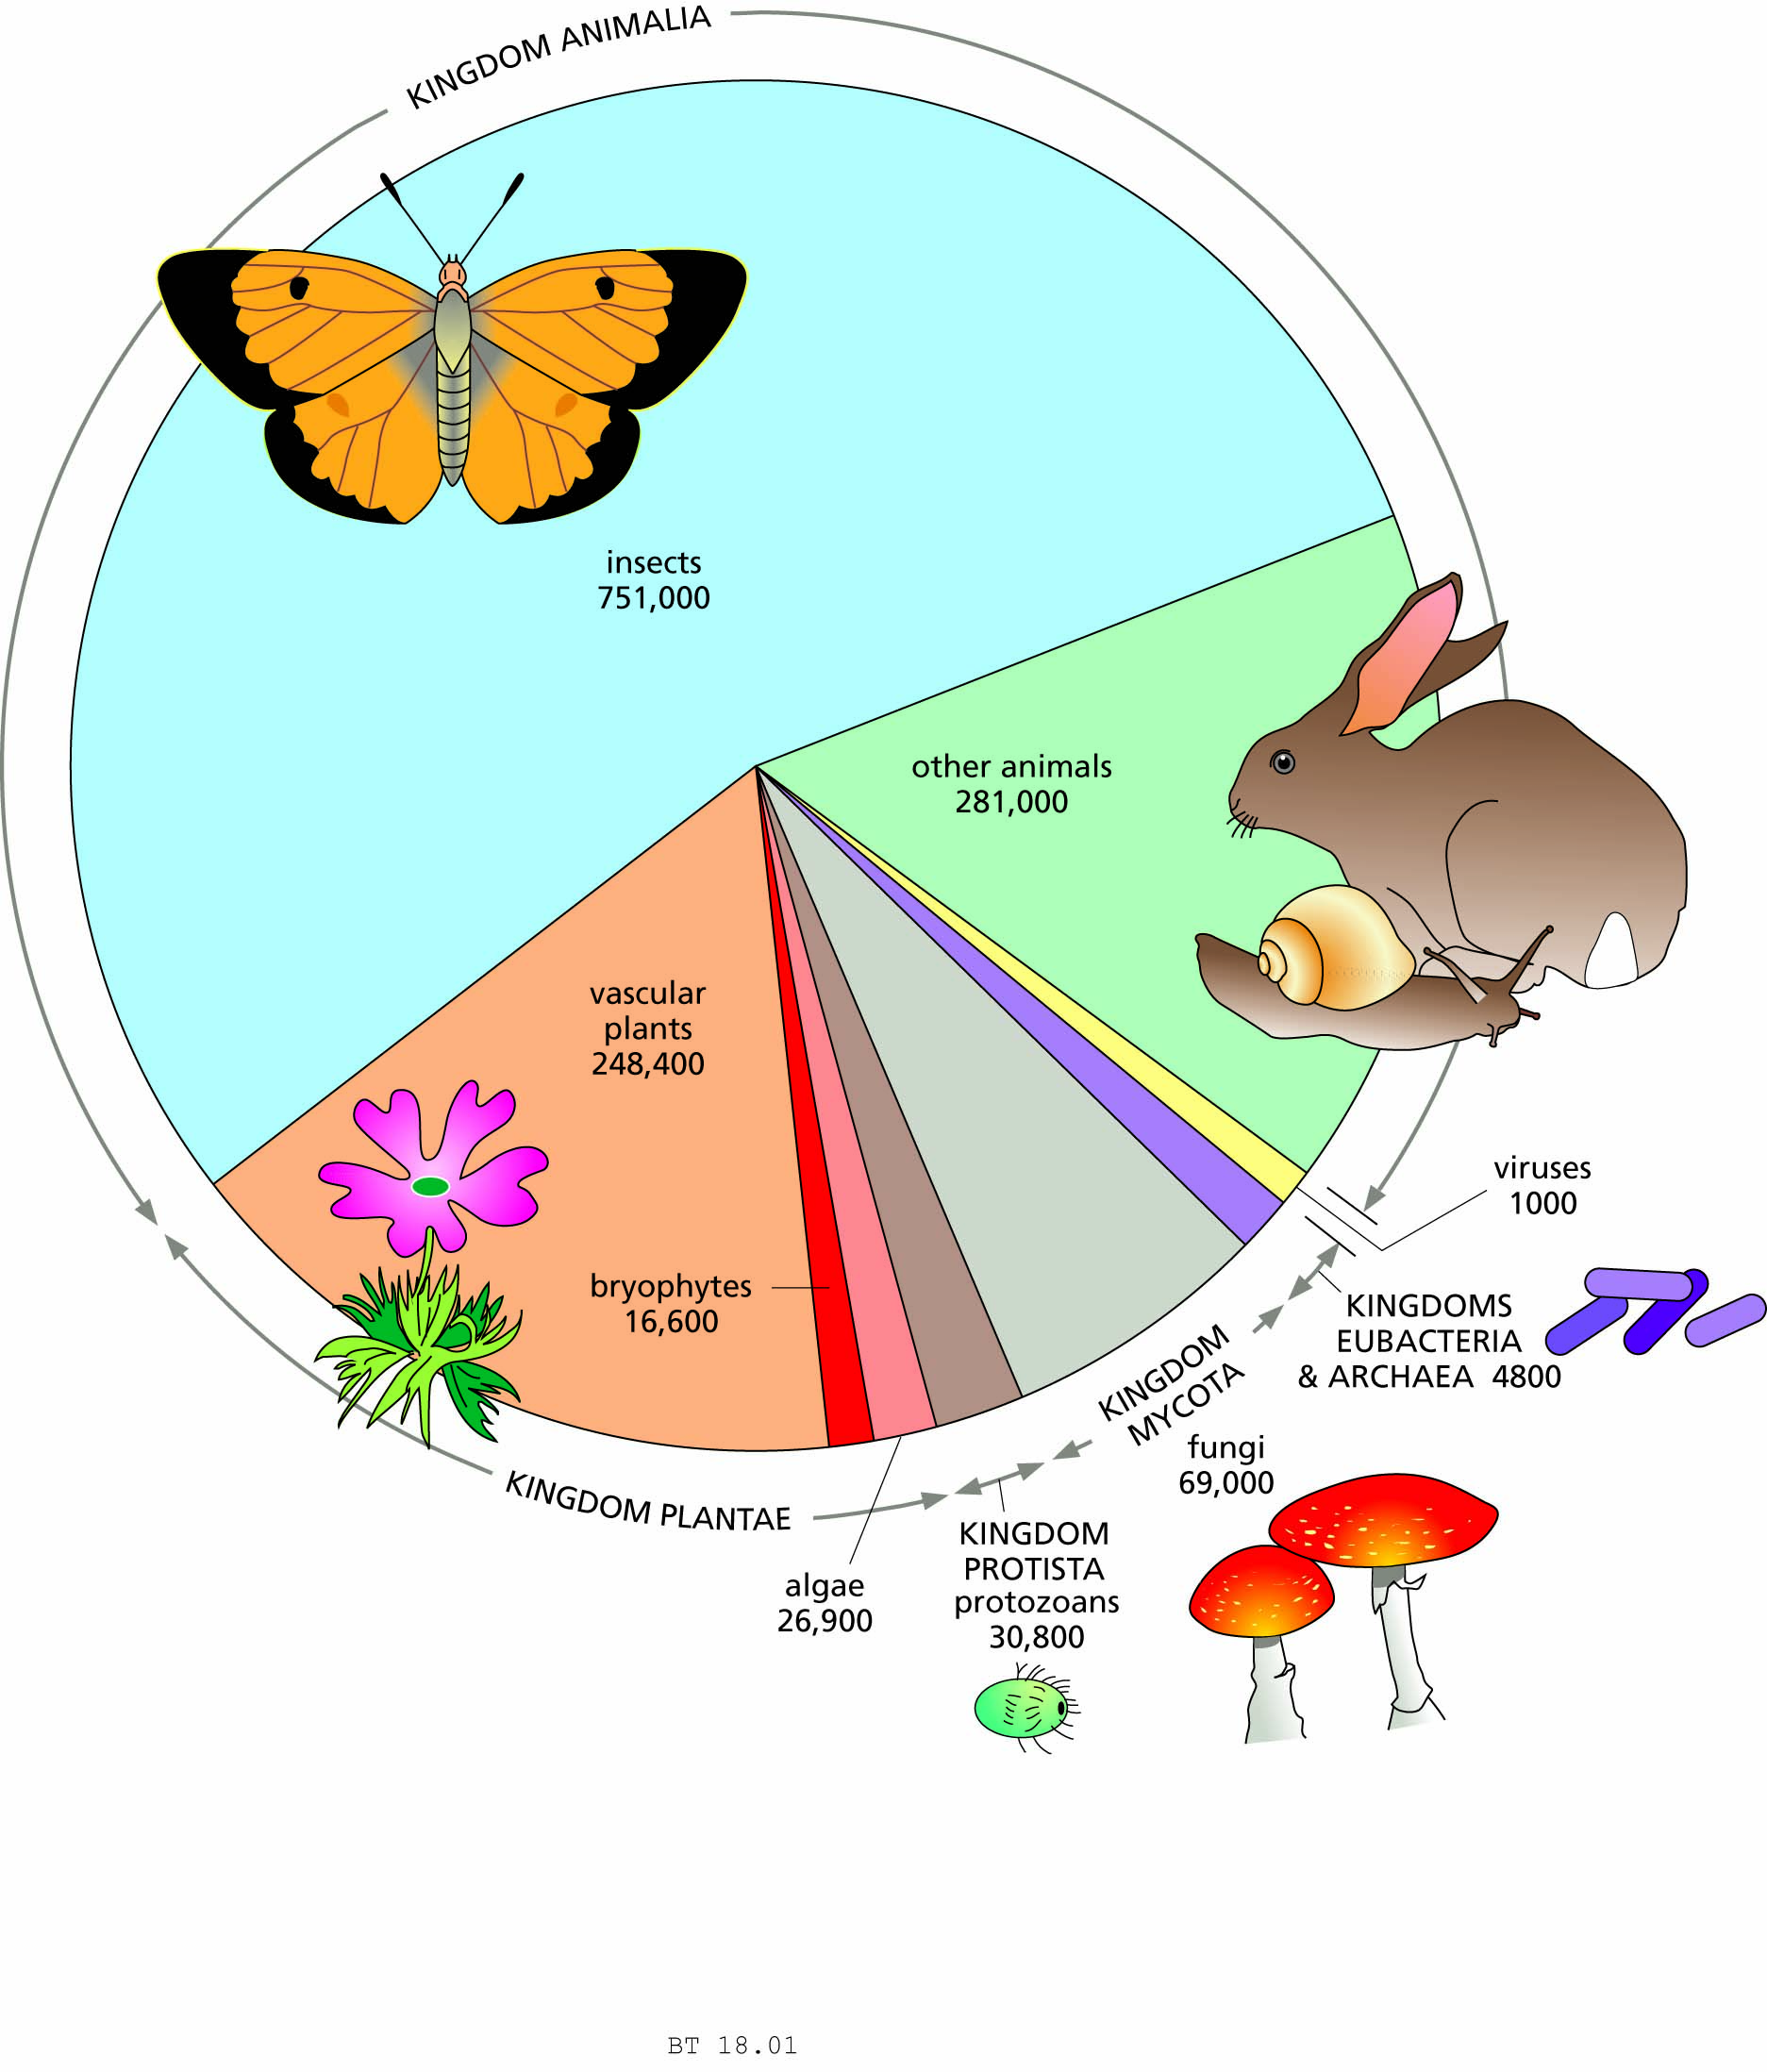 KINGDOM ANIMALIA
insects
751,000
other animals
281,000
vascular
plants
248,400
viruses
1000
bryophytes
16,600
KINGDOMS
EUBACTERIA
& ARCHAEA 4800
KINGDOM
MYCOTA
fungi
69,000
KINGDOM PLANTAE
KINGDOM
PROTISTA
protozoans
30,800
algae
26,900
BT 18.01